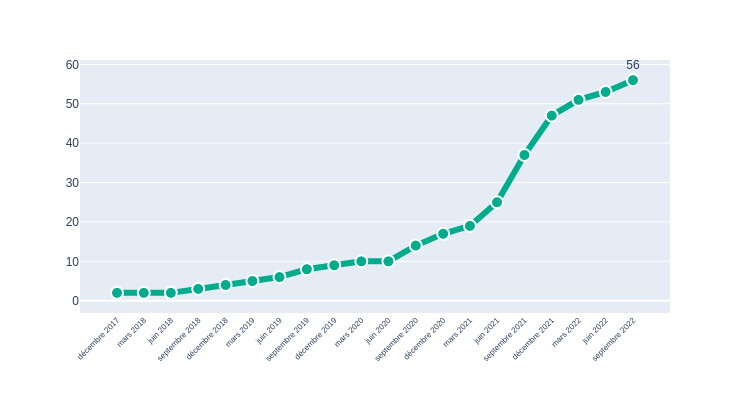 60
56
50
40
30
20
10
0
décembre 2017
mars 2018
juin 2018
septembre 2018
décembre 2018
mars 2019
juin 2019
septembre 2019
décembre 2019
mars 2020
juin 2020
septembre 2020
décembre 2020
mars 2021
juin 2021
septembre 2021
décembre 2021
mars 2022
juin 2022
septembre 2022